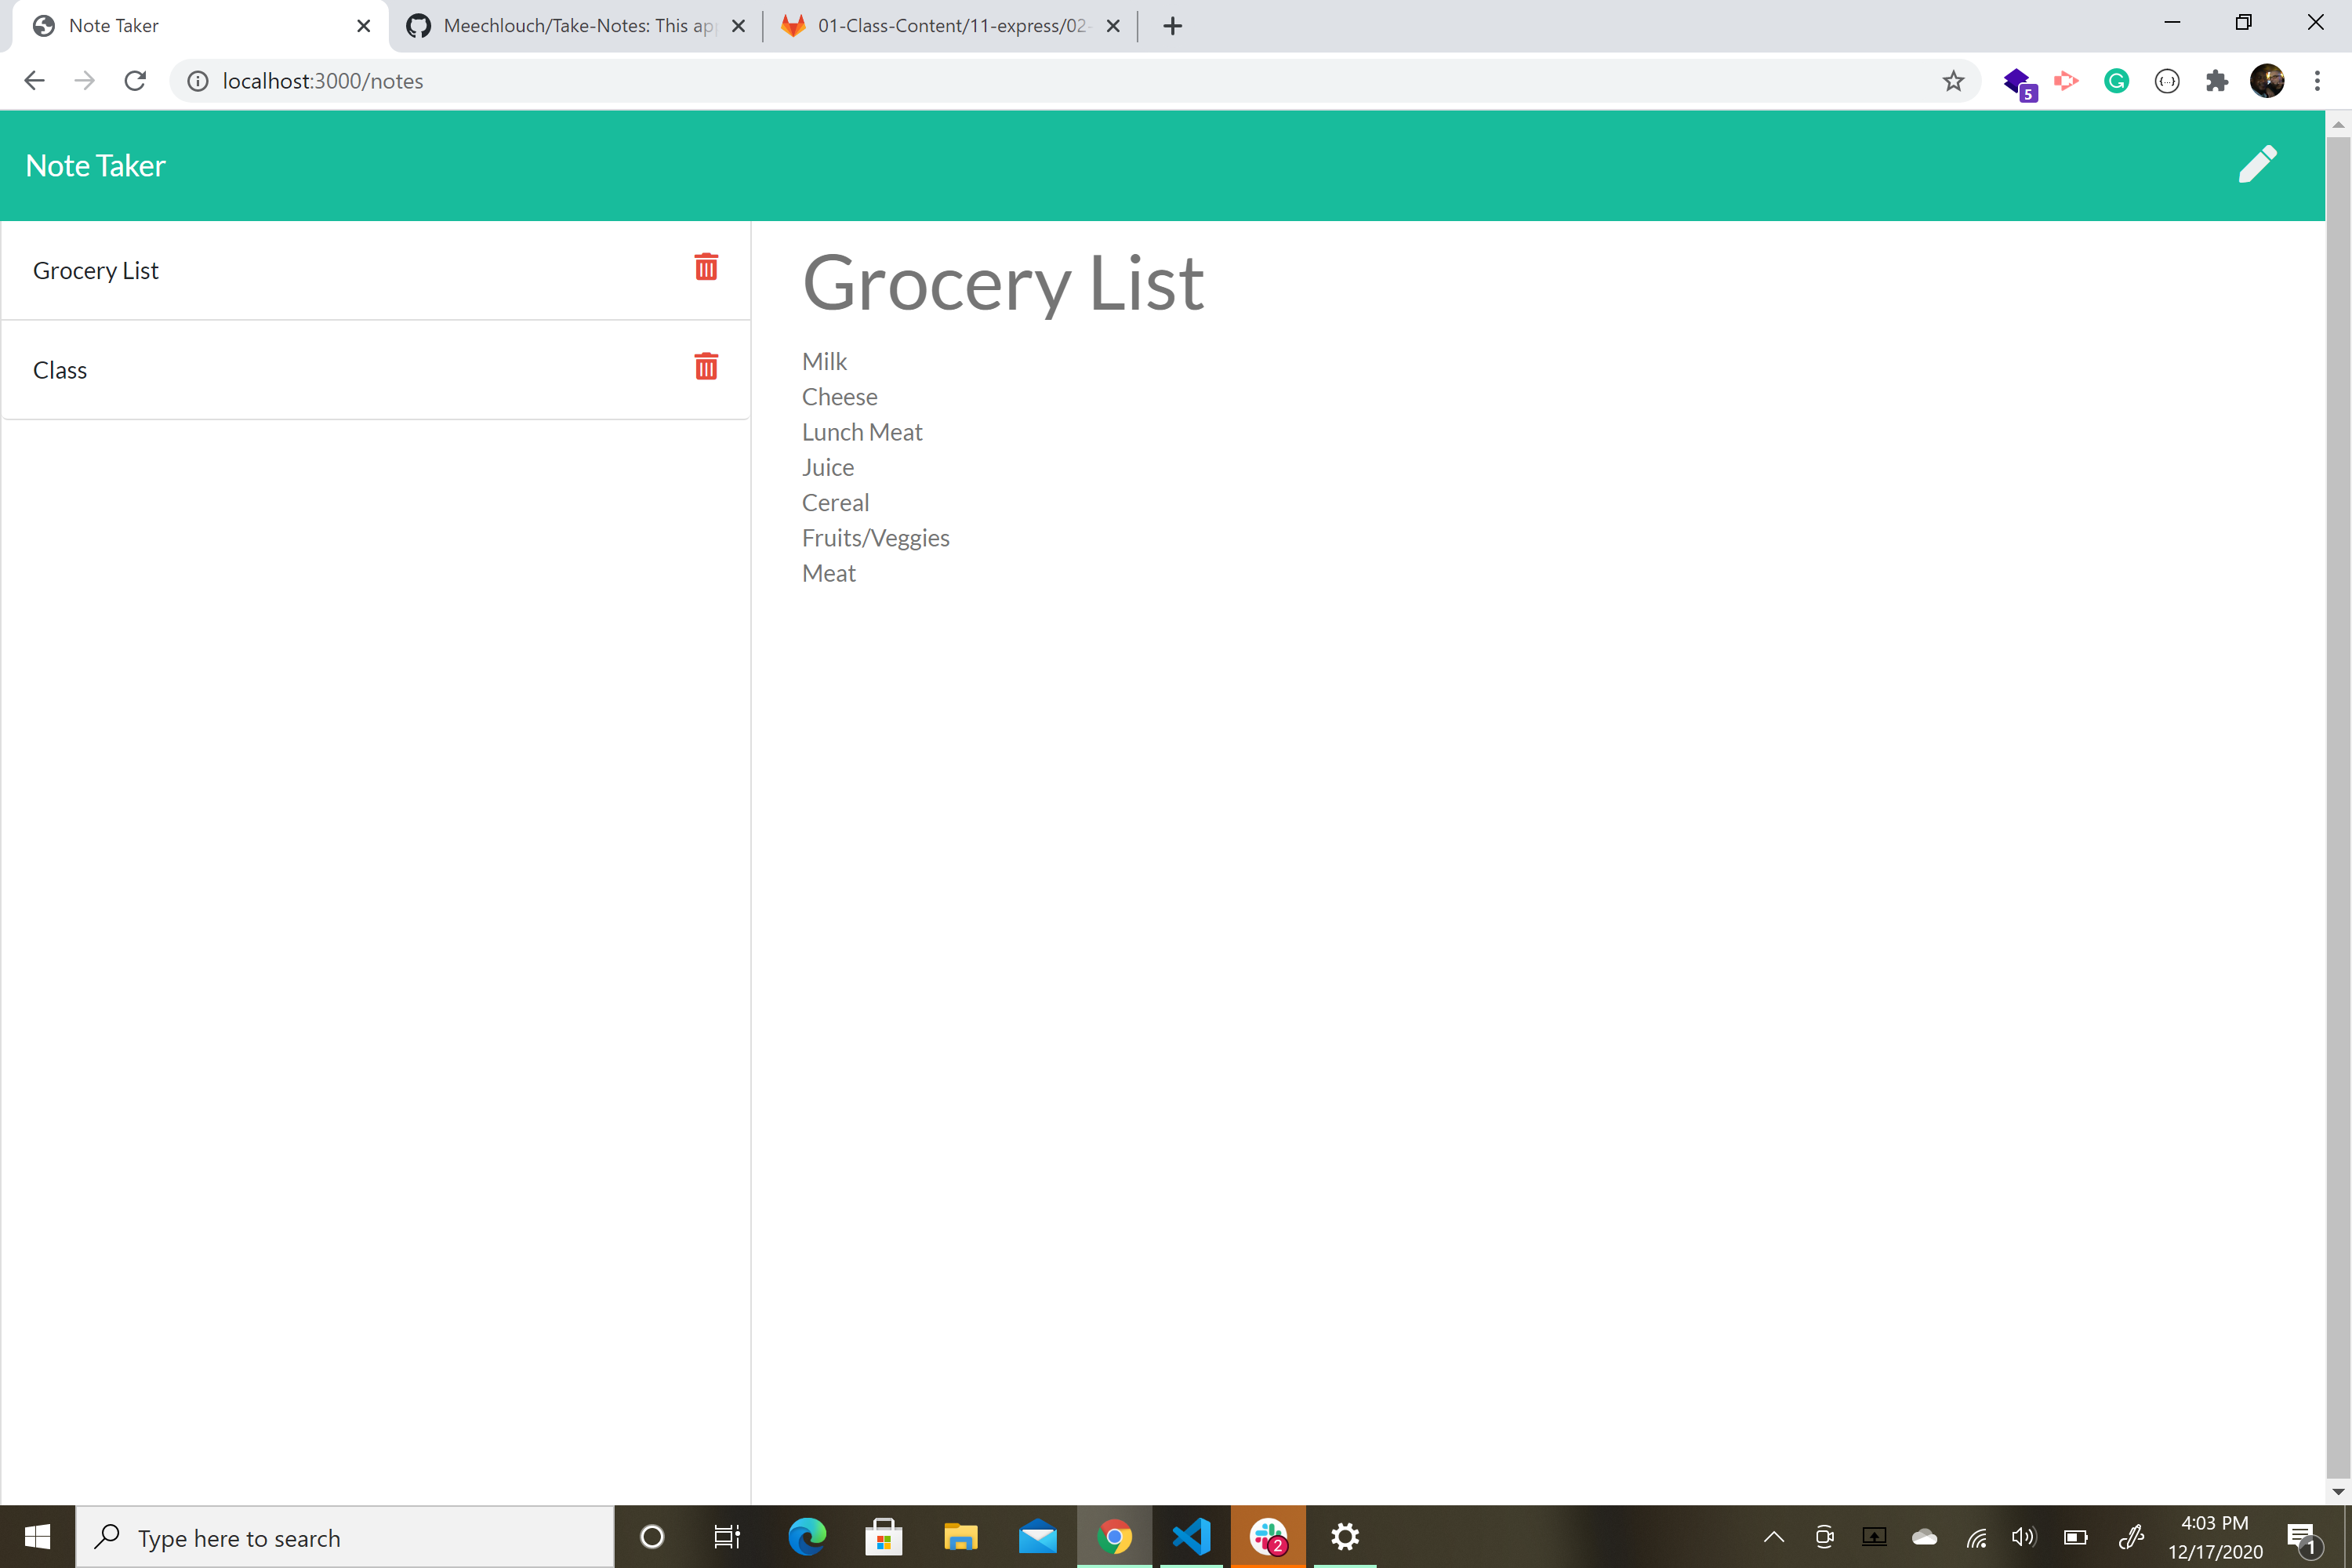 Note Taker
Meechlouch/Take-Notes: This ap
01-Class-Content/11-express/02-
localhost:3000/notes
5
Note Taker
Grocery List
Class
Grocery List
Milk
Cheese
Lunch Meat
Juice
Cereal
Fruits/Veggies
Meat
Type here to search
2
4:03 PM
12/17/2020
1